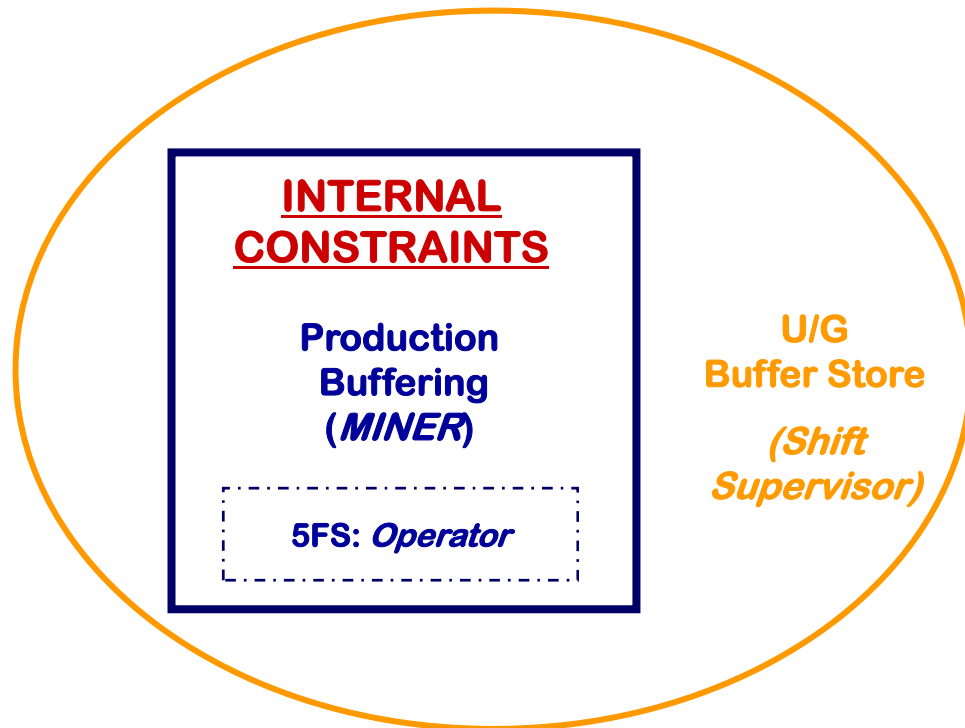 INTERNAL
CONSTRAINTS
Production
Buffering
(MINER)
5FS: Operator
U/G
Buffer Store
(Shift
Supervisor)